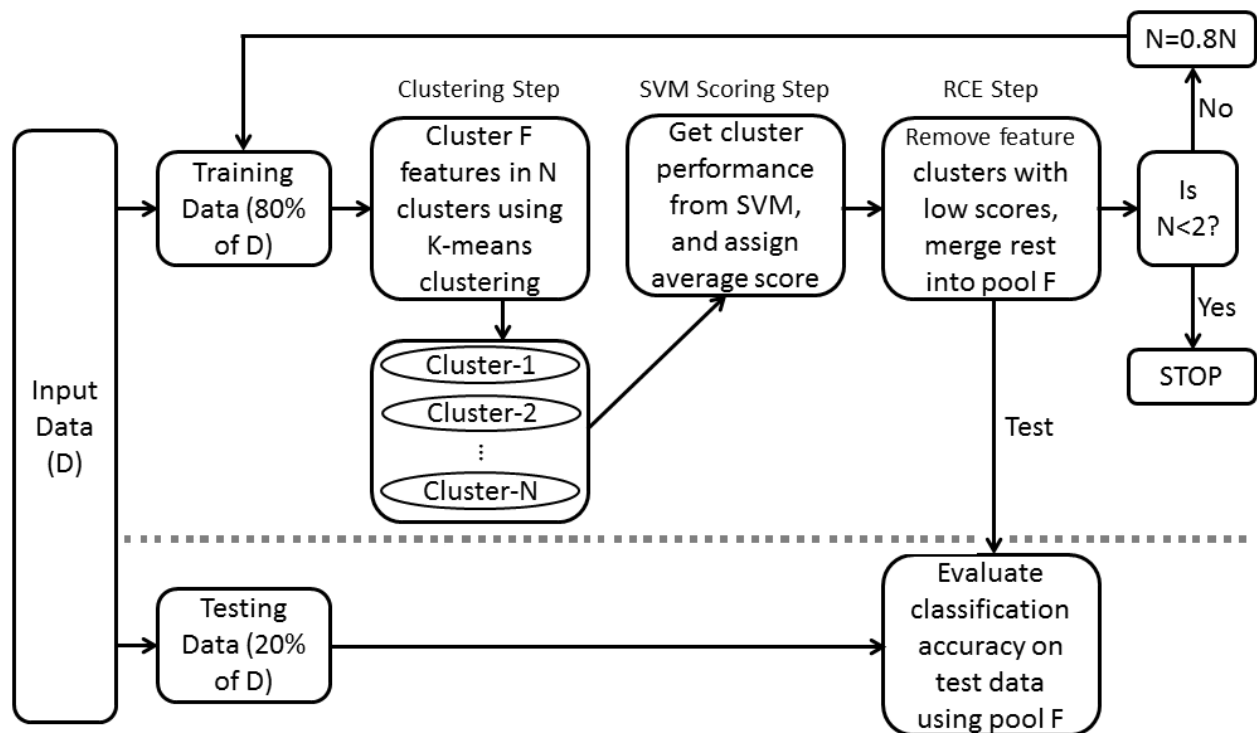 N=0.8N
Clustering Step
SVM Scoring Step
RCE Step
No
Input
Data
(D)
Training
Data (80%
of D)
Cluster F
features in N
clusters using
K-means
clustering
Get cluster
performance
from SVM,
and assign
average score
Remove feature
clusters with
low scores,
merge rest
into pool F
Is
N<2?
Yes
STOP
Cluster-1
Cluster-2
...
Cluster-N
Test
Testing
Data (20%
of D)
Evaluate
classification
accuracy on
test data
using pool F